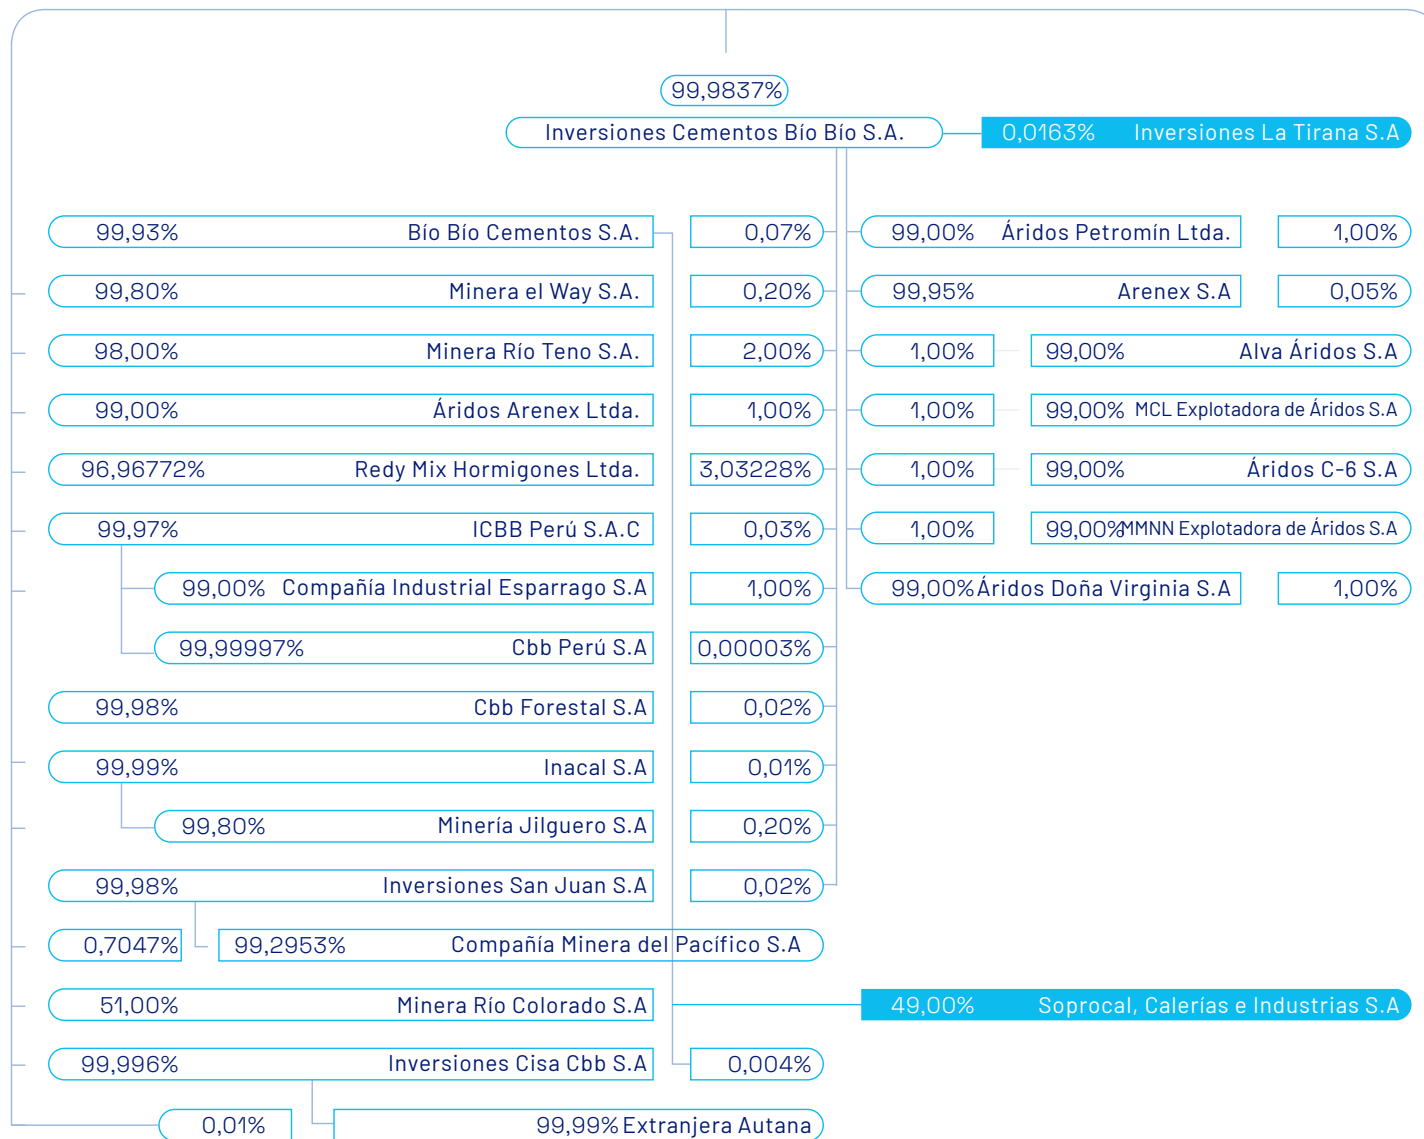 99,9837%
Inversiones Cementos Bío Bío S.A. 0,0163% Inversiones La Tirana S.A
99,93% Bío Bío Cementos S.A. 0,07% 99,00% Áridos Petromín Ltda. 1,00%
99,80% Minera el Way S.A. 0,20% 99,95% Arenex S.A 0,05%
98,00% Minera Río Teno S.A. 2,00% 1,00% 99,00% Alva Áridos S.A
99,00% Áridos Arenex Ltda. 1,00% 1,00% 99,00% MCL Explotadora de Áridos S.A
96,96772% Redy Mix Hormigones Ltda. 3,03228% 1,00% 99,00% Áridos C-6 S.A
99,97% ICBB Perú S.A.C 0,03% 1,00% 99,00% MMNN Explotadora de Áridos S.A
99,00% Compañía Industrial Esparrago S.A 1,00% 99,00% Áridos Doña Virginia S.A 1,00%
99,99997% Cbb Perú S.A 0,00003%
99,98% Cbb Forestal S.A 0,02%
99,99% Inacal S.A 0,01%
99,80% Minería Jilguero S.A 0,20%
99,98% Inversiones San Juan S.A 0,02%
0,7047% 99,2953% Compañía Minera del Pacífico S.A
51,00% Minera Río Colorado S.A 49,00% Soprocal, Calerías e Industrias S.A
99,996% Inversiones Cisa Cbb S.A 0,004%
0,01% 99,99% Extranjera Autana